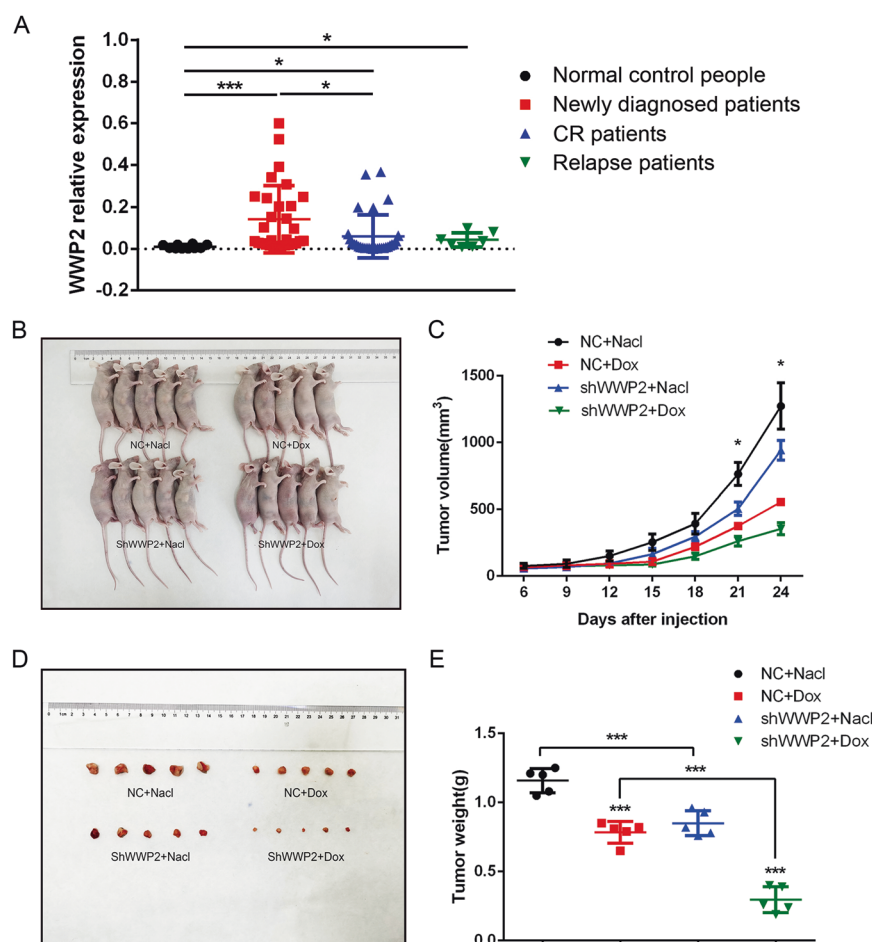 A
WWP2 relative expression
1.0
0.8
0.6
0.4
0.2
0.0
-0.2
*
*
***
*
Normal control people
Newly diagnosed patients
CR patients
Relapse patients
B
NC+Nacl
NC+Dox
ShWWP2+Nacl
ShWWP2+Dox
C
NC+Nacl
NC+Dox
shWWP2+Nacl
shWWP2+Dox
Tumor volume(mm³)
1500
1000
500
0
*
*
6 9 12 15 18 21 24
Days after injection
D
NC+Nacl
NC+Dox
ShWWP2+Nacl
ShWWP2+Dox
E
NC+Nacl
NC+Dox
shWWP2+Nacl
shWWP2+Dox
Tumor weight(g)
1.5
1.0
0.5
0.0
***
***
***
***